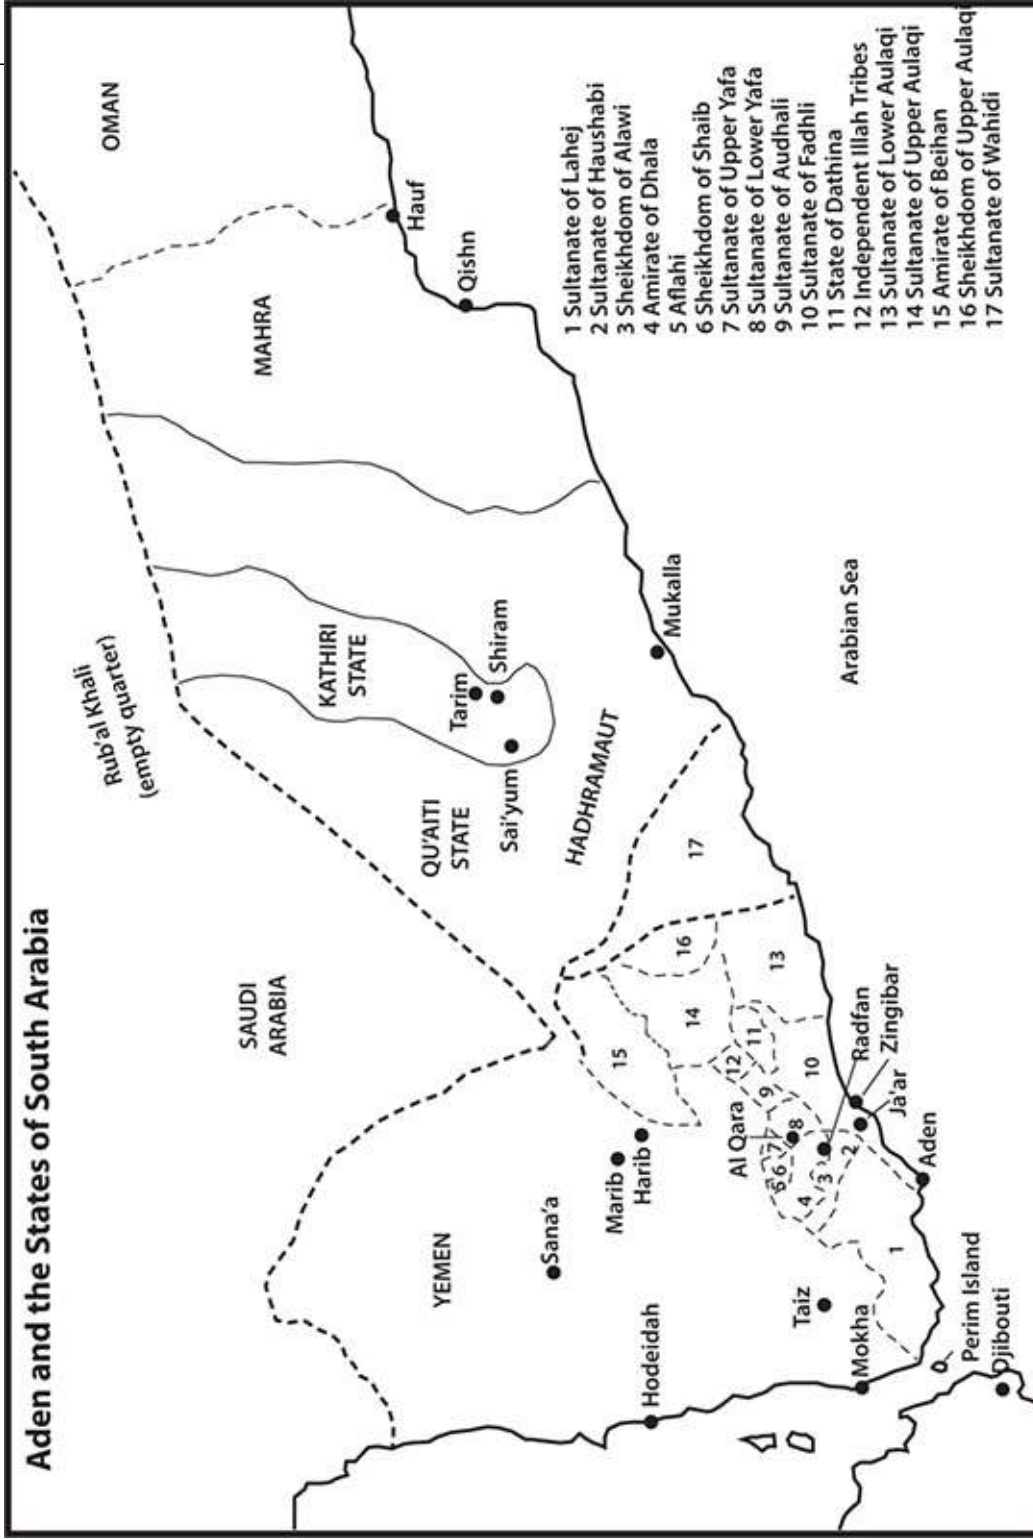 Aden and the States of South Arabia
OMAN
Rub'al Khali
(empty quarter)
SAUDI
ARABIA
MAHRA
Hauf
Qishn
KATHIRI
STATE
Tarim
Shiram
Sai'yum
QU'AITI
STATE
HADHRAMAUT
Mukalla
Arabian Sea
YEMEN
Sana'a
Marib
Harib
Hodeidah
Taiz
Mokha
Al Qara
Radfan
Zingibar
Ja'ar
Aden
Perim Island
Djibouti
15
16
17
14
13
12
11
10
9
8
7
6
5
4
3
2
1
1 Sultanate of Lahej
2 Sultanate of Haushabi
3 Sheikhdom of Alawi
4 Amirate of Dhala
5 Aflahi
6 Sheikhdom of Shaib
7 Sultanate of Upper Yafa
8 Sultanate of Lower Yafa
9 Sultanate of Audhali
10 Sultanate of Fadhli
11 State of Dathina
12 Independent Illah Tribes
13 Sultanate of Lower Aulaqi
14 Sultanate of Upper Aulaqi
15 Amirate of Beihan
16 Sheikhdom of Upper Aulaqi
17 Sultanate of Wahidi